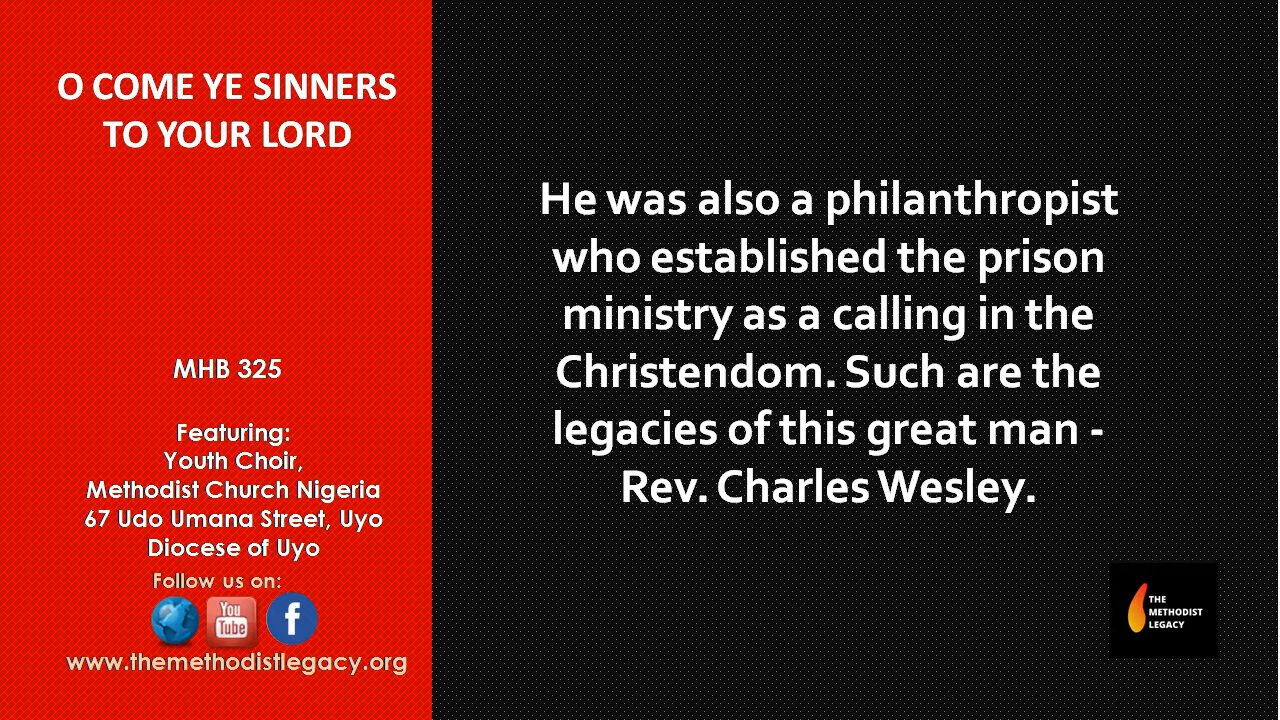 O COME YE SINNERS
TO YOUR LORD
MHB 325
Featuring:
Youth Choir,
Methodist Church Nigeria
67 Udo Umana Street, Uyo
Diocese of Uyo
Follow us on:
You
Tube
f
www.themethodistlegacy.org
He was also a philanthropist
who established the prison
ministry as a calling in the
Christendom. Such are the
legacies of this great man -
Rev. Charles Wesley.
THE
METHODIST
LEGACY